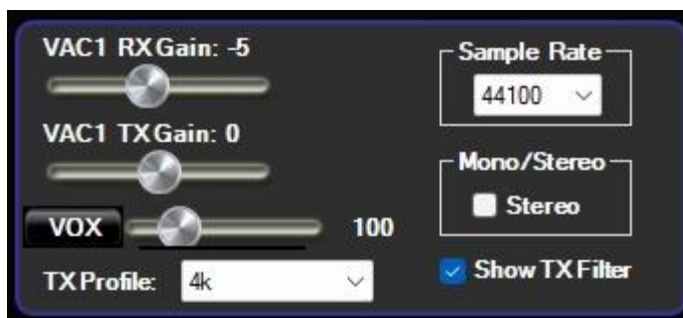 VAC1 RX Gain: -5
VAC1 TX Gain: 0
VOX 100
TX Profile: 4k
Sample Rate
44100
Mono/Stereo
Stereo
Show TX Filter